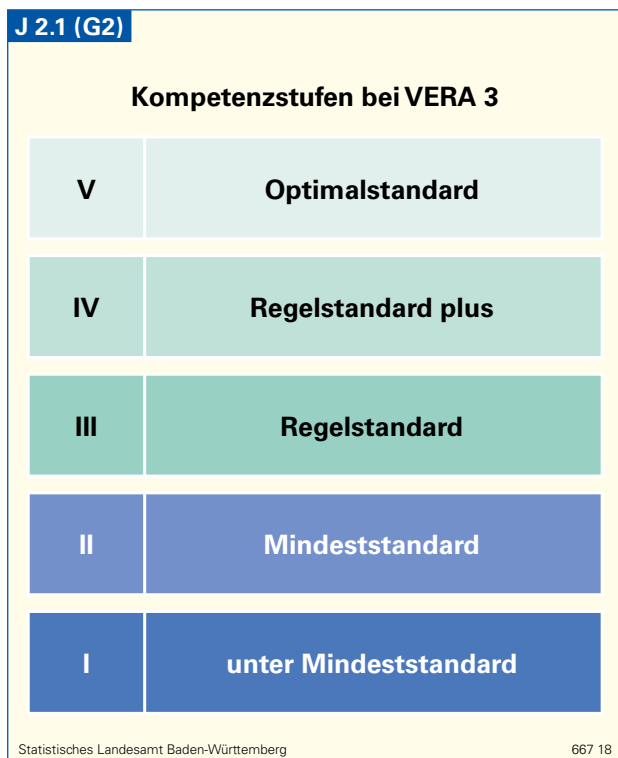 J 2.1 (G2)
Kompetenzstufen bei VERA 3
V Optimalstandard
IV Regelstandard plus
III Regelstandard
II Mindeststandard
I unter Mindeststandard
Statistisches Landesamt Baden-Württemberg 667 18